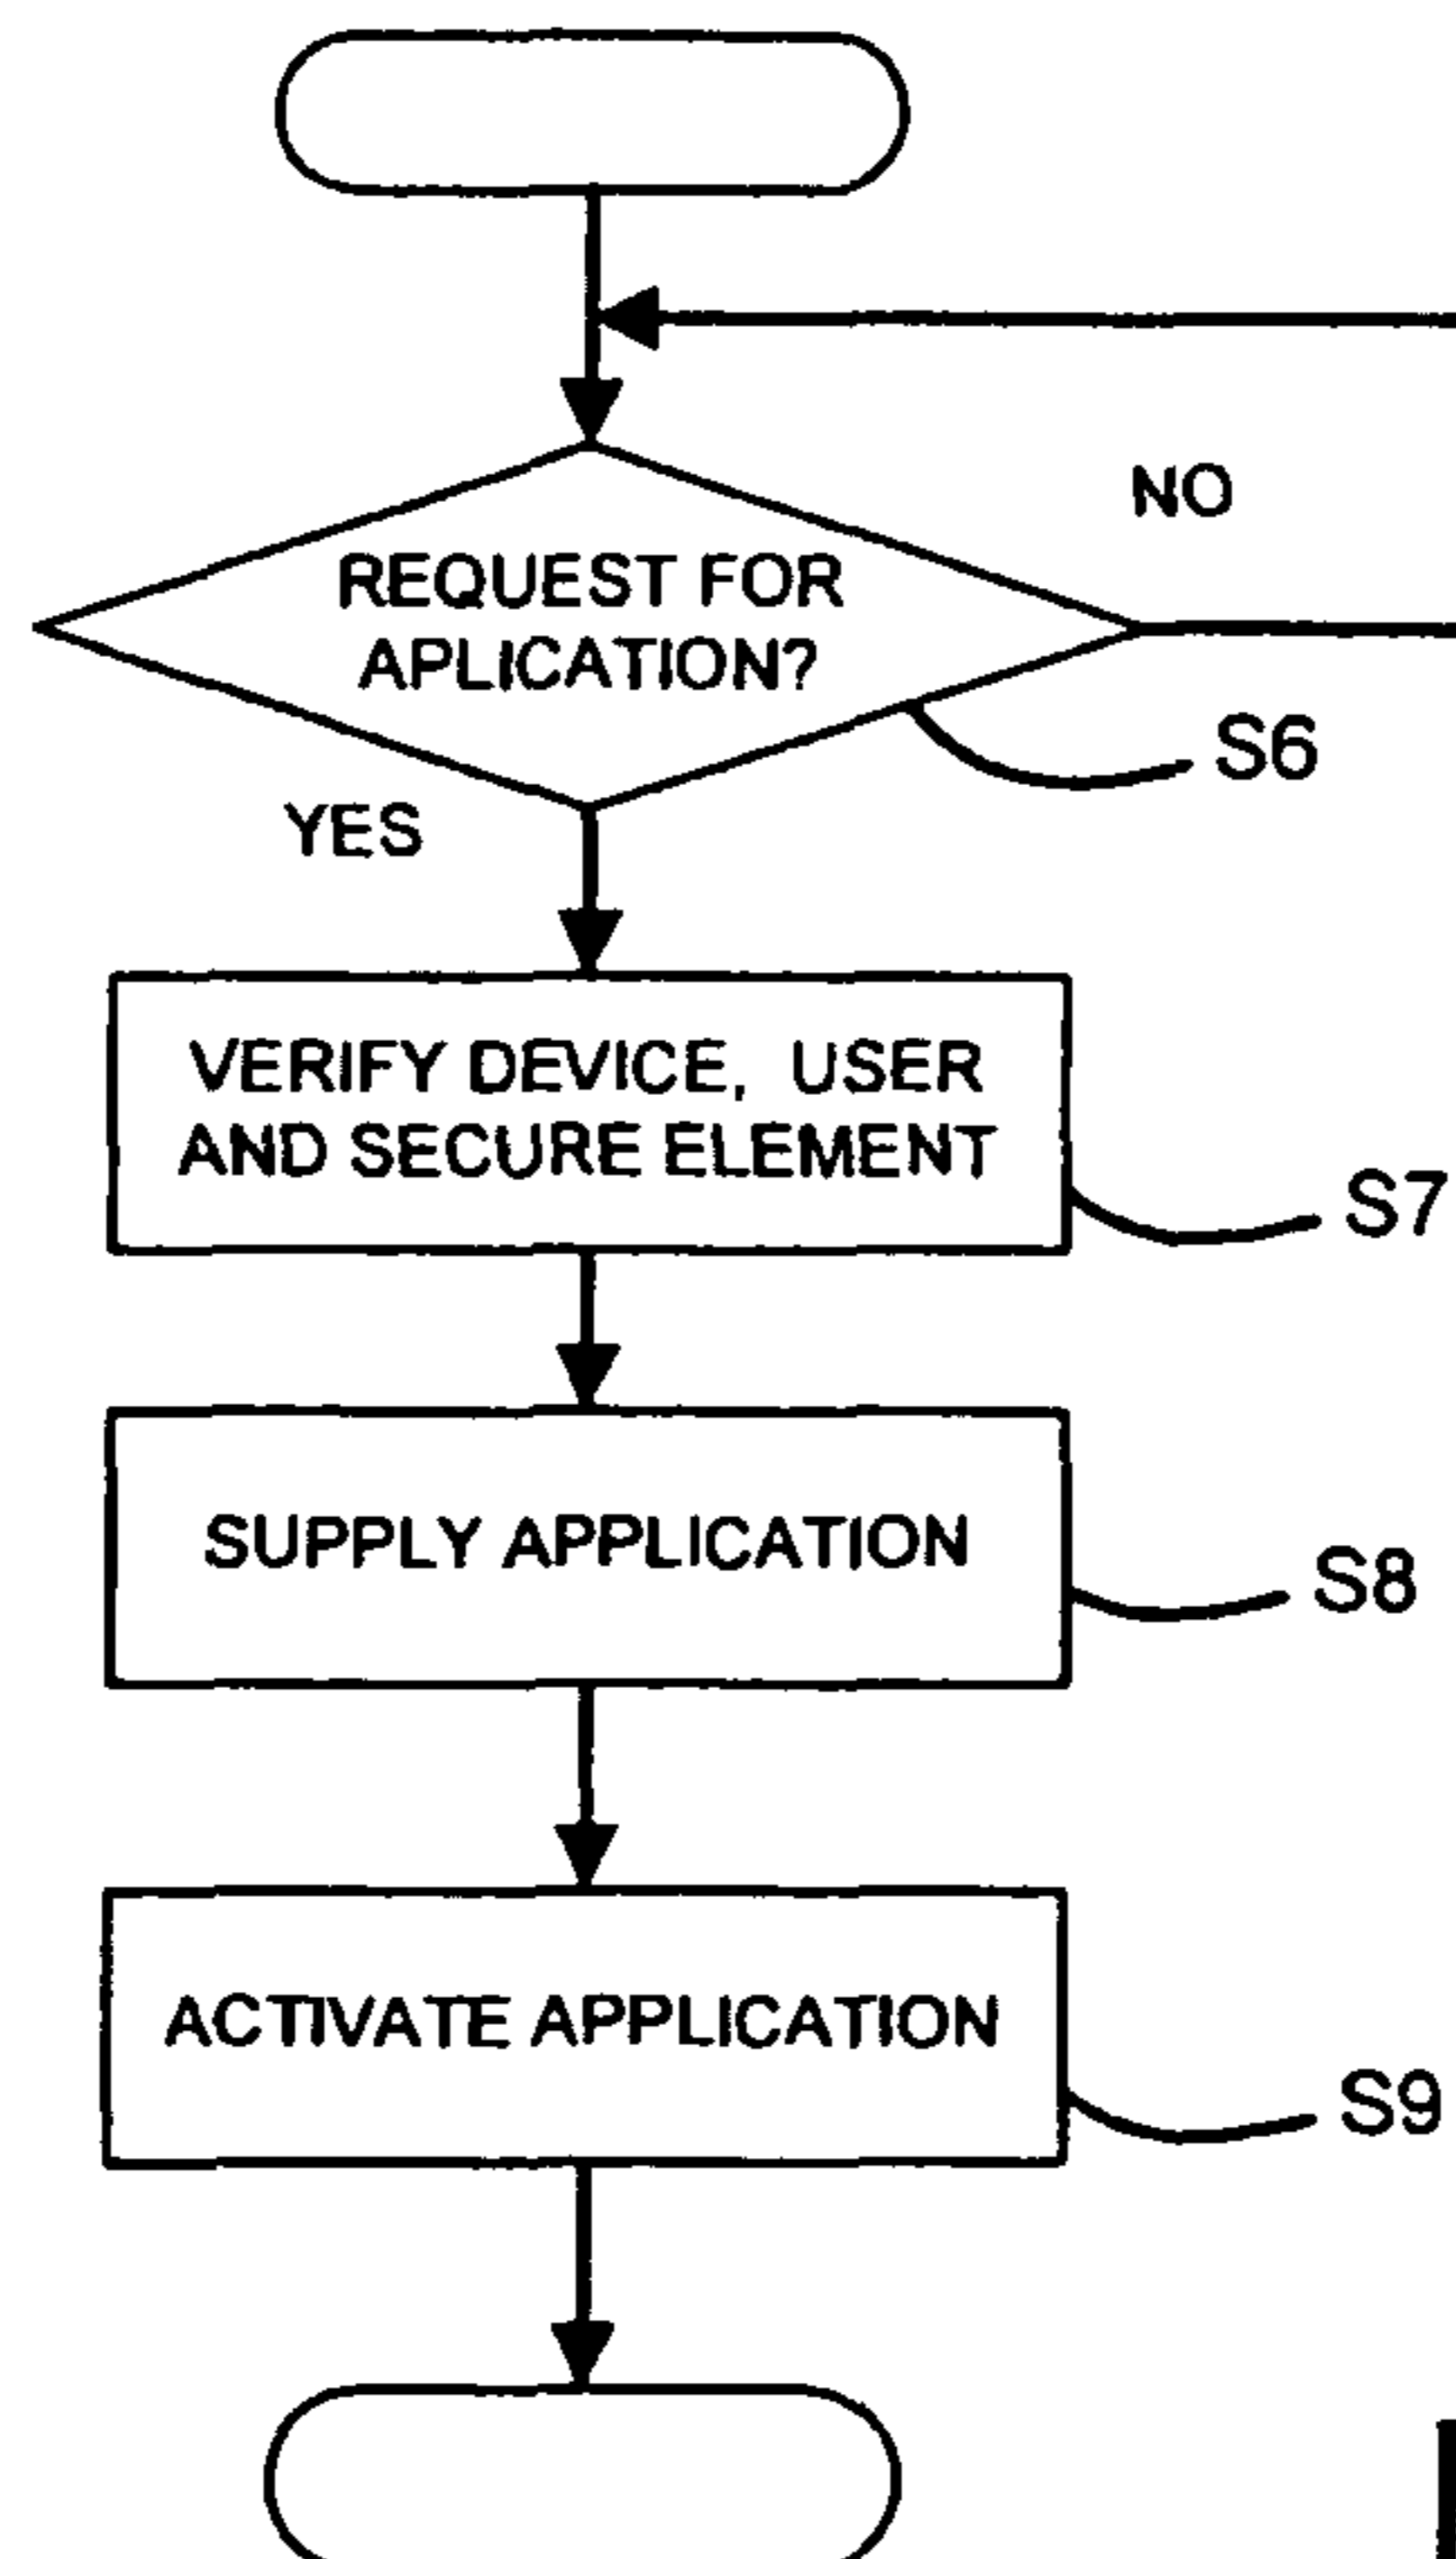 NO
REQUEST FOR
APLICATION?
S6
YES
VERIFY DEVICE, USER
AND SECURE ELEMENT
S7
SUPPLY APPLICATION
S8
ACTIVATE APPLICATION
S9